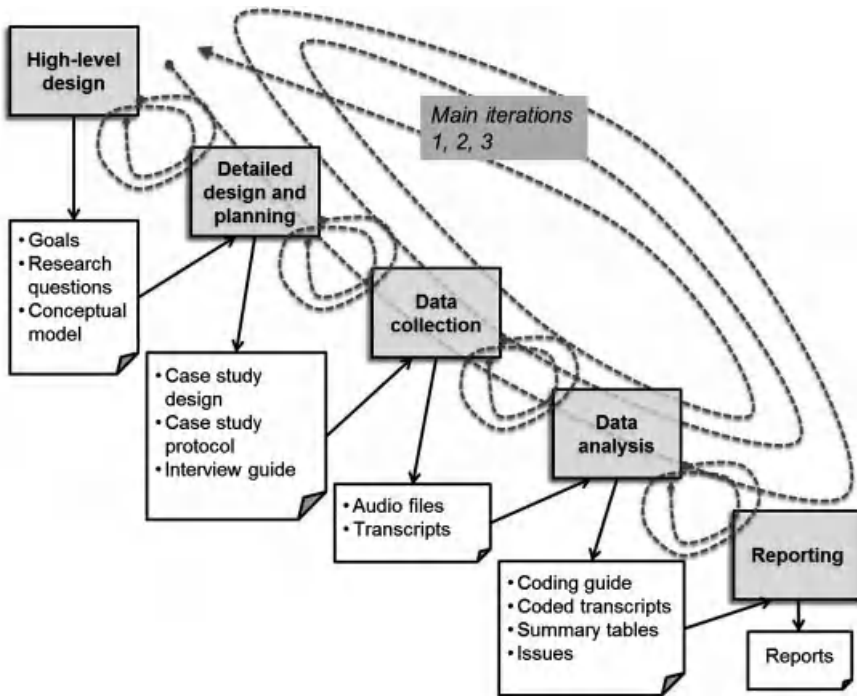 High-level
design
Main iterations
1, 2, 3
Detailed
design and
planning
• Goals
• Research
questions
• Conceptual
model
Data
collection
• Case study
design
• Case study
protocol
• Interview guide
Data
analysis
• Audio files
• Transcripts
Reporting
• Coding guide
• Coded transcripts
• Summary tables
• Issues
Reports